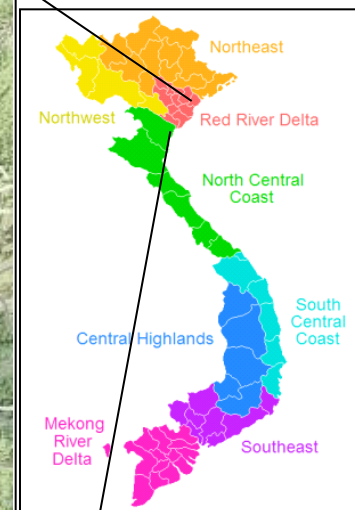 Northeast
Northwest
Red River Delta
North Central
Coast
South
Central
Coast
Central Highlands
Mekong
River
Delta
Southeast